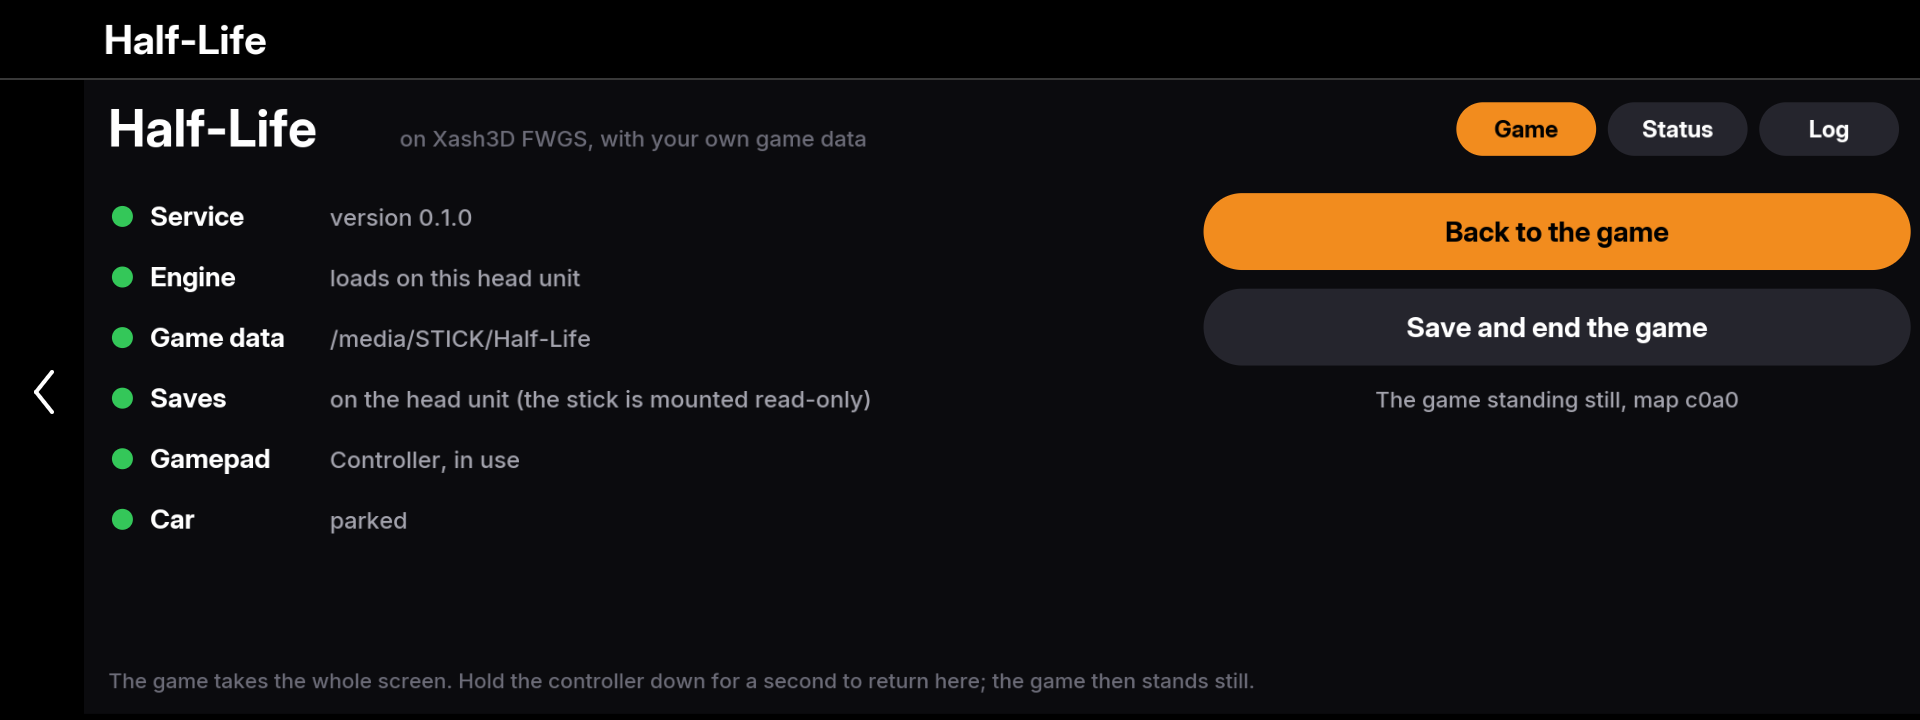 Half-Life
Half-Life
on Xash3D FWGS, with your own game data
Game
Status
Log
Service
version 0.1.0
Engine
loads on this head unit
Game data
/media/STICK/Half-Life
Saves
on the head unit (the stick is mounted read-only)
Gamepad
Controller, in use
Car
parked
Back to the game
Save and end the game
The game standing still, map c0a0
The game takes the whole screen. Hold the controller down for a second to return here; the game then stands still.